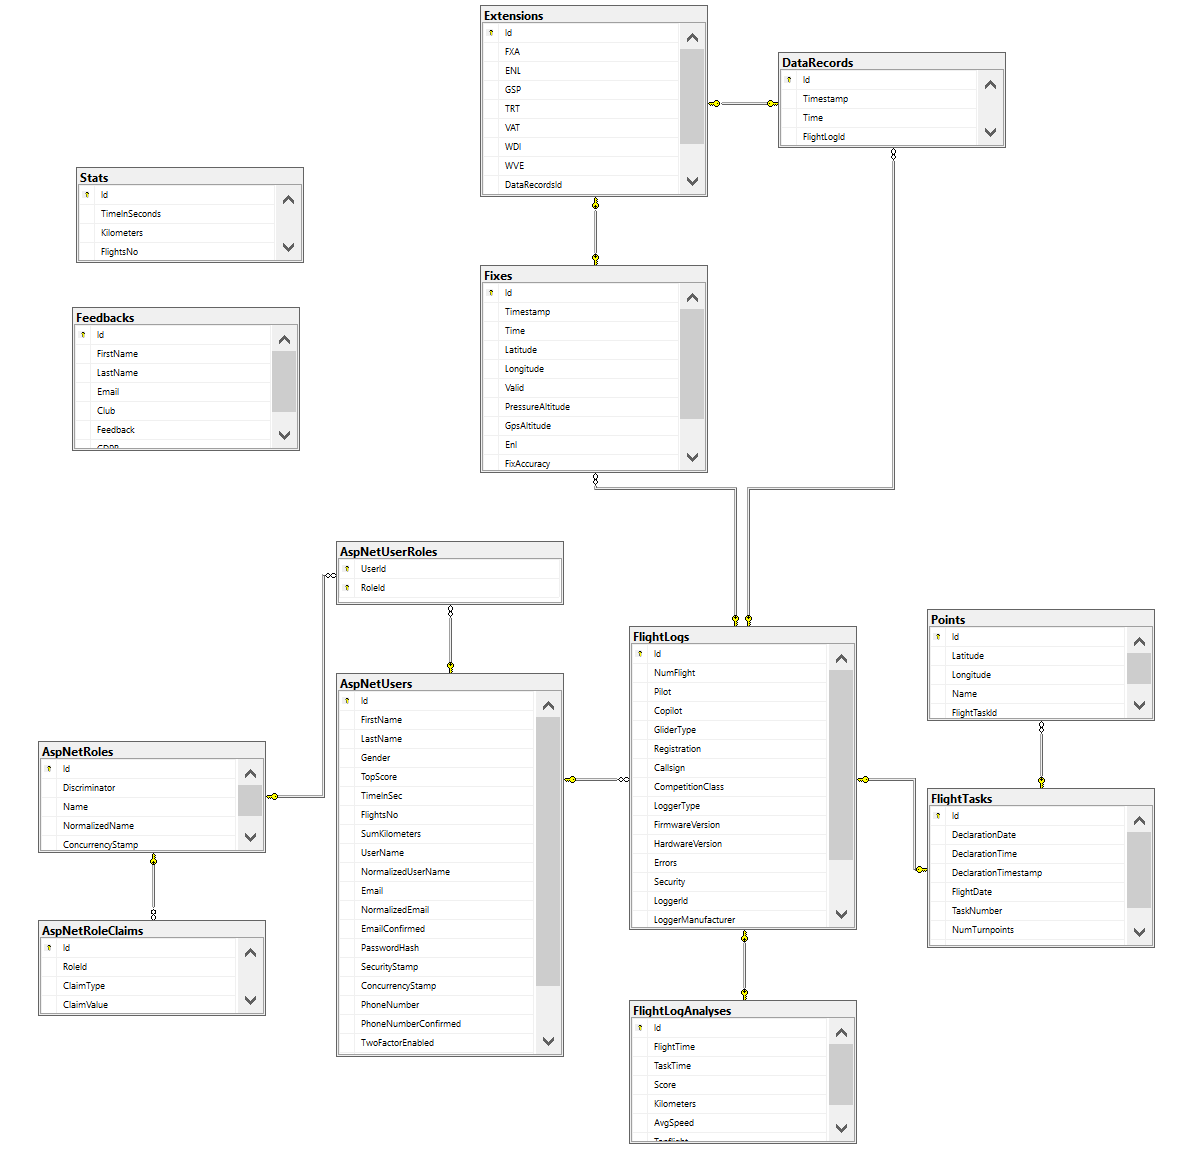 Extensions
Id
FXA
ENL
GSP
TRT
VAT
WDI
WVE
DataRecordsId
DataRecords
Id
Timestamp
Time
FlightLogId
Stats
Id
TimeInSeconds
Kilometers
FlightsNo
Feedbacks
Id
FirstName
LastName
Email
Club
Feedback
GDPR
Fixes
Id
Timestamp
Time
Latitude
Longitude
Valid
PressureAltitude
GpsAltitude
Enl
FixAccuracy
AspNetUserRoles
UserId
RoleId
AspNetUsers
Id
FirstName
LastName
Gender
TopScore
TimeInSec
FlightsNo
SumKilometers
UserName
NormalizedUserName
Email
NormalizedEmail
EmailConfirmed
PasswordHash
SecurityStamp
ConcurrencyStamp
PhoneNumber
PhoneNumberConfirmed
TwoFactorEnabled
AspNetRoles
Id
Discriminator
Name
NormalizedName
ConcurrencyStamp
AspNetRoleClaims
Id
RoleId
ClaimType
ClaimValue
FlightLogs
Id
NumFlight
Pilot
Copilot
GliderType
Registration
Callsign
CompetitionClass
LoggerType
FirmwareVersion
HardwareVersion
Errors
Security
LoggerId
LoggerManufacturer
Points
Id
Latitude
Longitude
Name
FlightTaskId
FlightTasks
Id
DeclarationDate
DeclarationTime
DeclarationTimestamp
FlightDate
TaskNumber
NumTurnpoints
FlightLogAnalyses
Id
FlightTime
TaskTime
Score
Kilometers
AvgSpeed